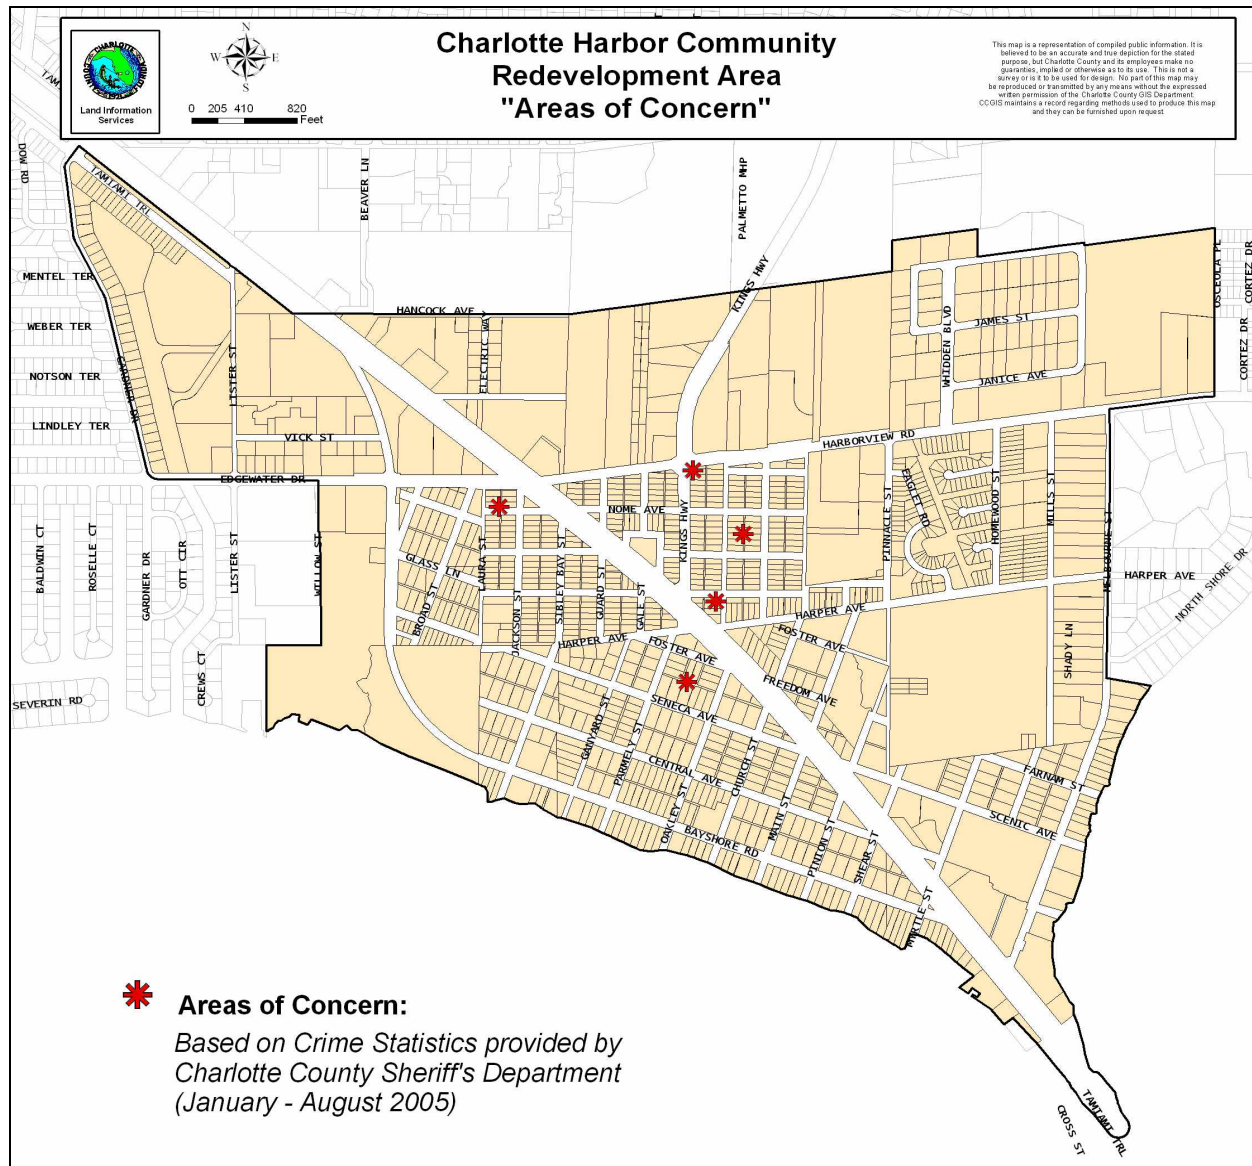 Charlotte Harbor Community
Redevelopment Area
"Areas of Concern"
CHARLOTTE
COUNTY
Land Information
Services
N
W
E
S
0 205 410 820
Feet
This map is a representation of compiled public information. It is
believed to be an accurate and true depiction for the stated
purpose, but Charlotte County and its employees make no
guaranties, implied or otherwise as to its use. This is not a
survey or is it to be used for design. No part of this map may
be reproduced or transmitted by any means without the expressed
written permission of the Charlotte County GIS Department.
CCGIS maintains a record regarding methods used to produce this map
and they can be furnished upon request
DOW RD
TAMIAMI TRL
BEAVER LN
PALMETTO MHP
KINGS HWY
OSCEOLA PL
CORTEZ DR
CORTEZ DR
MENTEL TER
WEBER TER
NOTSON TER
LINDLEY TER
GARDNER DR
LISTER ST
HANCOCK AVE
ELECTRIC WAY
WHIDDEN BLVD
JAMES ST
JANICE AVE
VICK ST
HARBORVIEW RD
EDGEWATER DR
BALDWIN CT
ROSELLE CT
GARDNER DR
OTT CIR
LISTER ST
WILLOW ST
CREWS CT
SEVERIN RD
NOME AVE
KINGS HWY
GLASS LN
BROAD ST
LAURA ST
JACKSON ST
SIBLEY BAY ST
GUARD ST
GALE ST
PINNACLE ST
EAGLET RD
HOMEWOOD ST
MILLS ST
MELBOURNE ST
HARPER AVE
NORTH SHORE DR
HARPER AVE
HARPER AVE
FOSTER AVE
FOSTER AVE
FREEDOM AVE
SHADY LN
SENECA AVE
GANYARD ST
PARMELY ST
CENTRAL AVE
CHURCH ST
OAKLEY ST
BAYSHORE RD
MAIN ST
PINION ST
SHEAR ST
MYRTLE ST
FARNAM ST
SCENIC AVE
TAMIAMI TRL
CROSS ST
Areas of Concern:
Based on Crime Statistics provided by
Charlotte County Sheriff's Department
(January - August 2005)